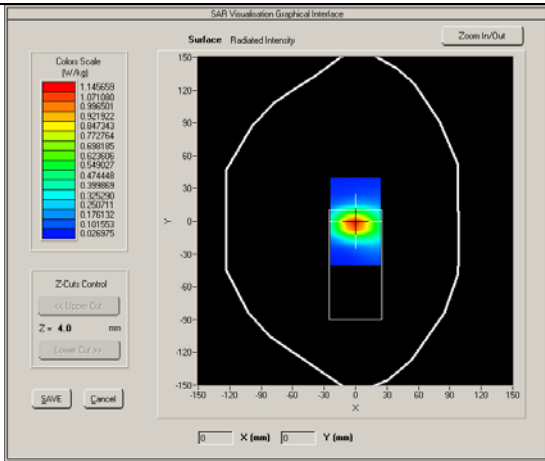 SAR Visualisation Graphical Interface
Surface Radiated Intensity
Zoom In/Out
Colors Scale
(W/kg)
1.145659
1.071080
0.996501
0.921922
0.847343
0.772764
0.698185
0.623606
0.549027
0.474448
0.399869
0.325290
0.250711
0.176132
0.101553
0.026975
Z-Cuts Control
<< Upper Cut
Z = 4.0 mm
Lower Cut >>
SAVE Cancel
150
120
90
60
30
0
-30
-60
-90
-120
-150
Y
-150 -120 -90 -60 -30 0 30 60 90 120 150
X
0 X (mm) 0 Y (mm)